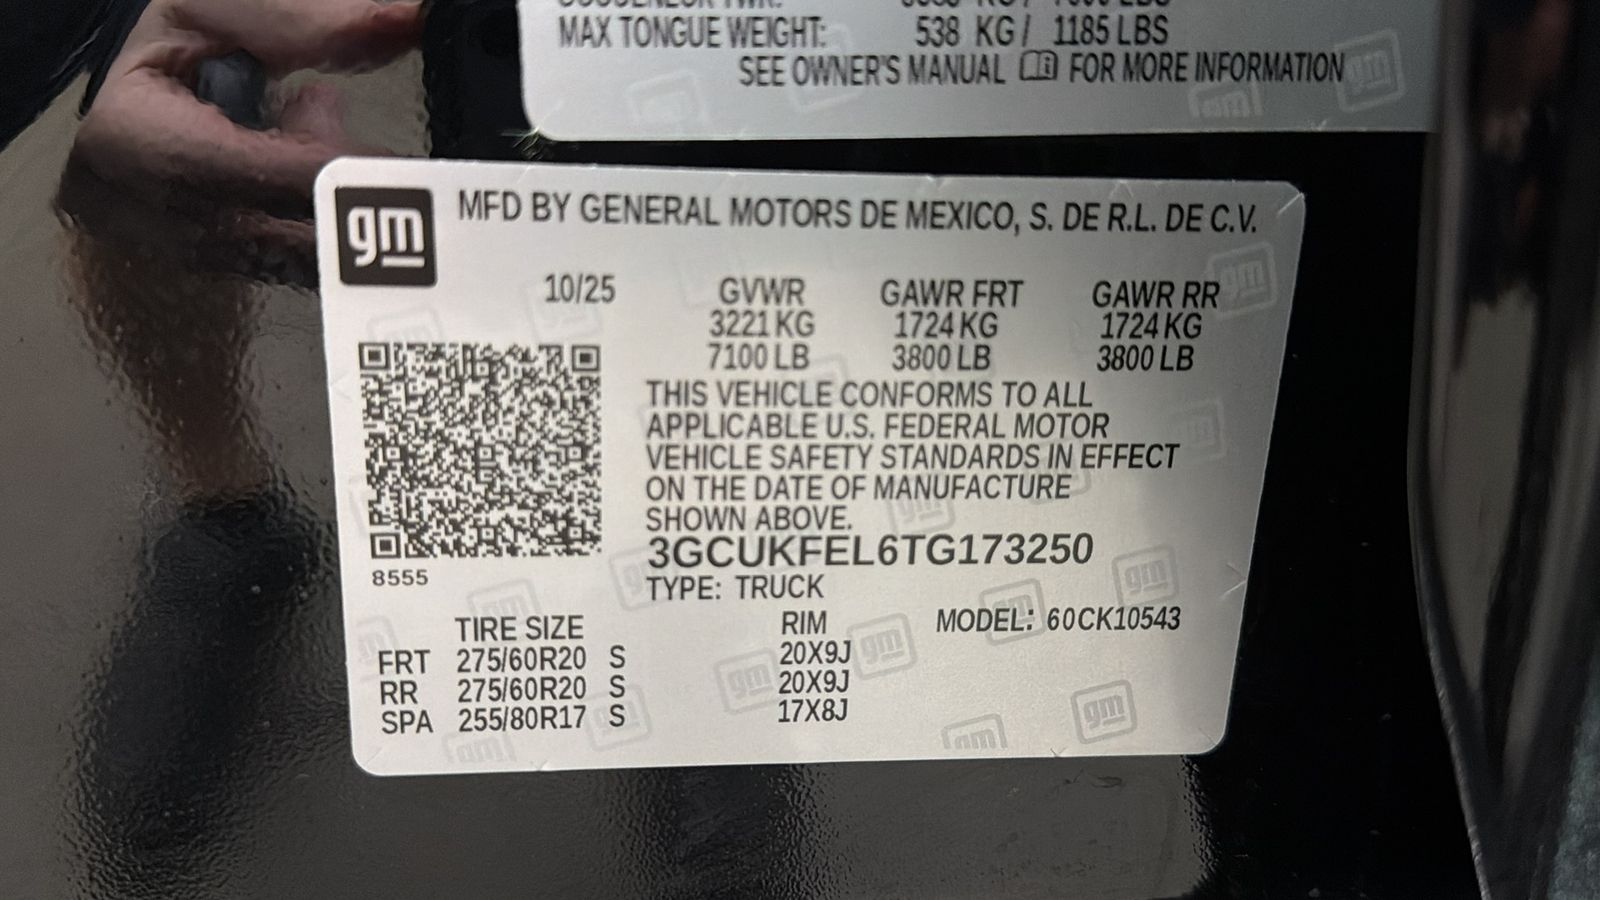 MAX TONGUE WEIGHT: 538 KG / 1185 LBS
SEE OWNER'S MANUAL FOR MORE INFORMATION
gm
MFD BY GENERAL MOTORS DE MEXICO, S. DE R.L. DE C.V.
10/25 GVWR GAWR FRT GAWR RR
3221 KG 1724 KG 1724 KG
7100 LB 3800 LB 3800 LB
THIS VEHICLE CONFORMS TO ALL
APPLICABLE U.S. FEDERAL MOTOR
VEHICLE SAFETY STANDARDS IN EFFECT
ON THE DATE OF MANUFACTURE
SHOWN ABOVE.
3GCUKFEL6TG173250
8555
TYPE: TRUCK
TIRE SIZE RIM MODEL: 60CK10543
FRT 275/60R20 S 20X9J
RR 275/60R20 S 20X9J
SPA 255/80R17 S 17X8J